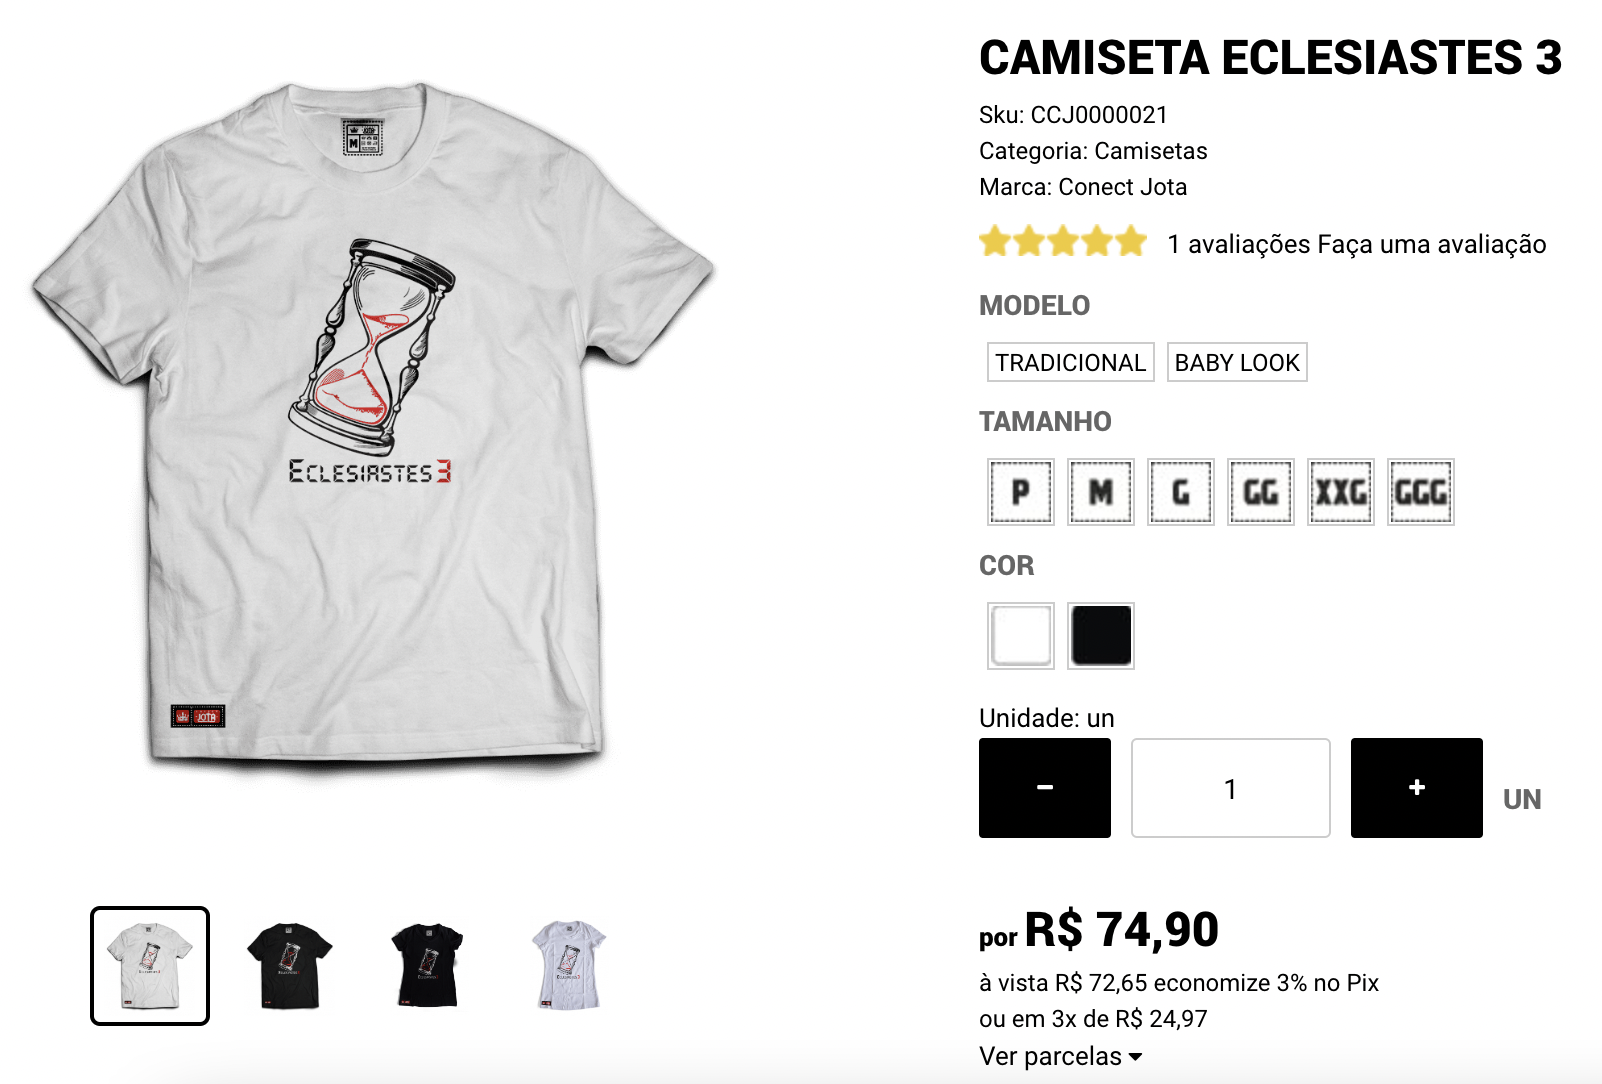 CAMISETA ECLESIASTES 3
Sku: CCJ0000021
Categoria: Camisetas
Marca: Conect Jota
1 avaliações Faça uma avaliação
MODELO
TRADICIONAL BABY LOOK
TAMANHO
P M G GG XXG GGG
COR
Unidade: un
- 1 + UN
por R$ 74,90
à vista R$ 72,65 economize 3% no Pix
ou em 3x de R$ 24,97
Ver parcelas
JOTA
M
ECLESIASTES 3
JOTA